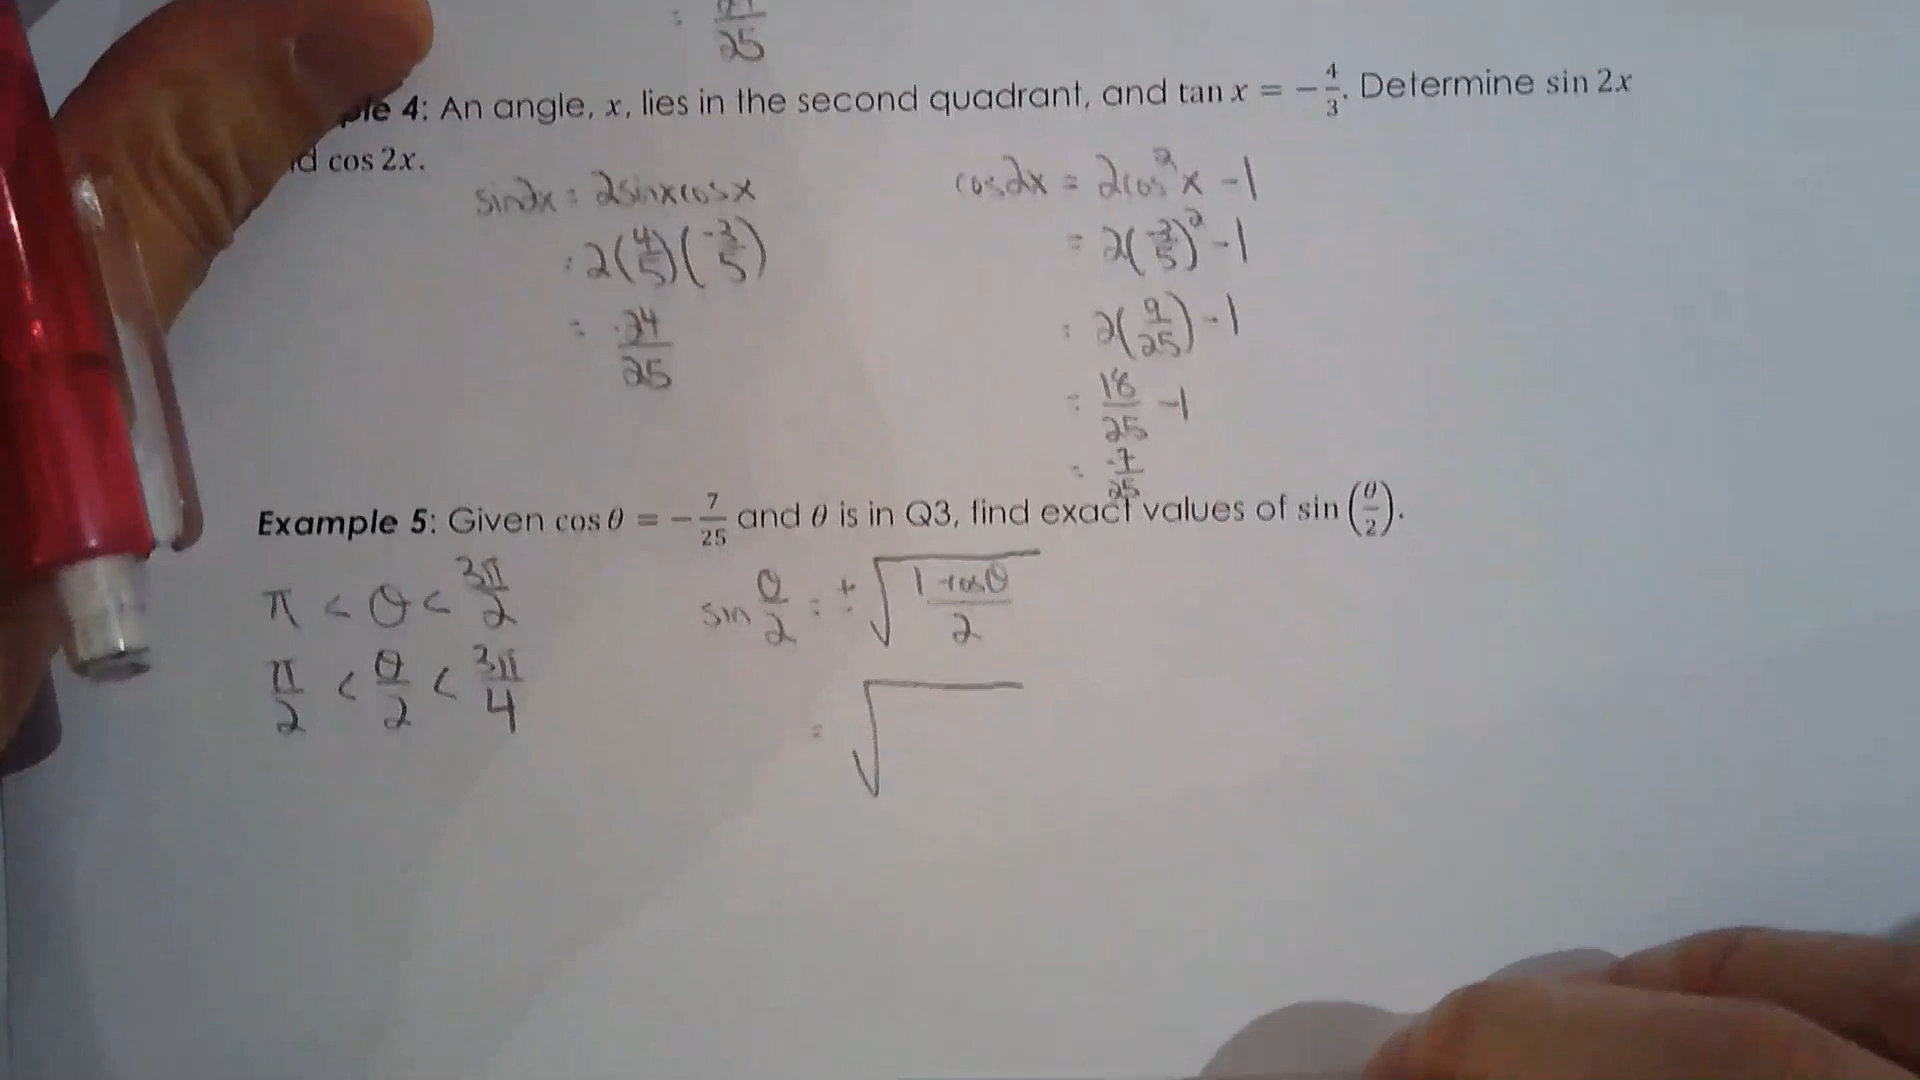 = 25
ple 4: An angle, x, lies in the second quadrant, and tan x = −4/3. Determine sin 2x
d cos 2x.
sin2x = 2sinxcosx
= 2(4/5)(-3/5)
= -24/25
cos2x = 2cos²x - 1
= 2(-3/5)² - 1
= 2(9/25) - 1
= 18/25 - 1
= -7/25
Example 5: Given cos θ = −7/25 and θ is in Q3, find exact values of sin (θ/2).
π < θ < 3π/2
π/2 < θ/2 < 3π/4
sin θ/2 = ± √((1-cosθ)/2)
= √